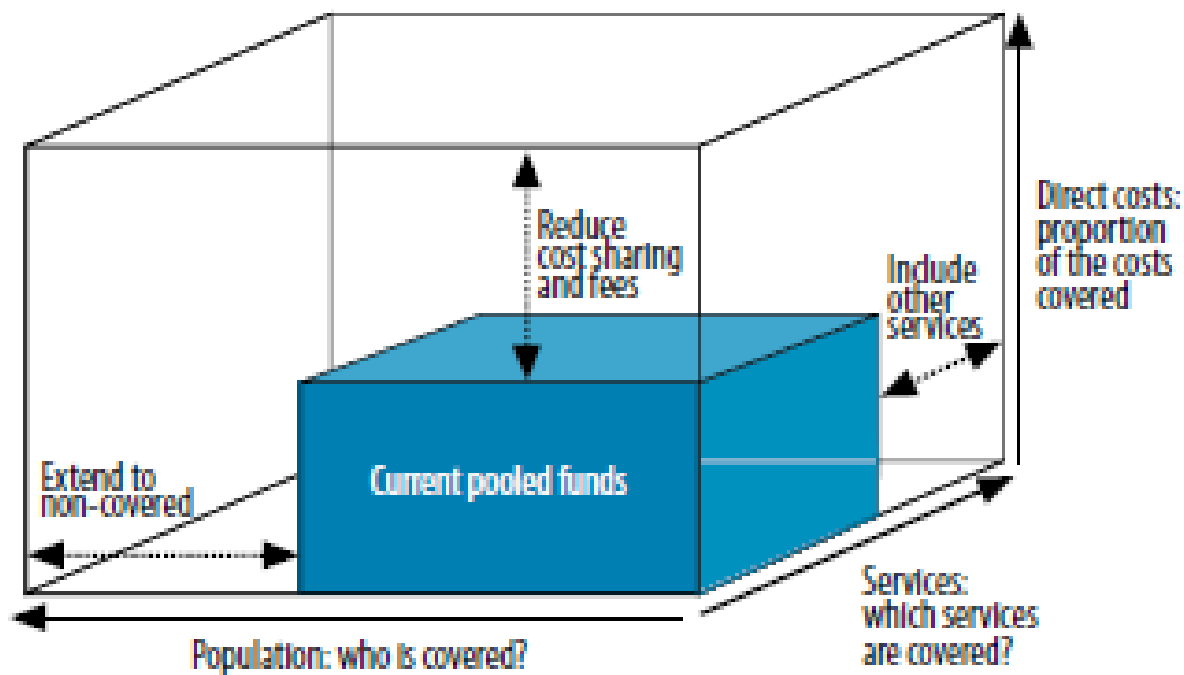 Reduce
cost sharing
and fees
Direct costs:
proportion
of the costs
covered
Include
other
services
Extend to
non-covered
Current pooled funds
Services:
which services
are covered?
Population: who is covered?